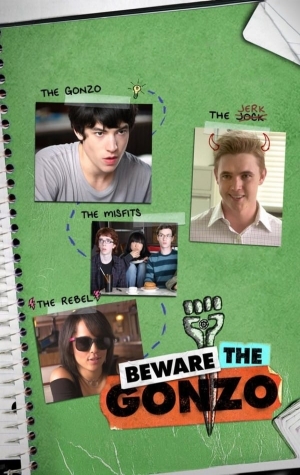 THE GONZO
THE JERK
JOCK
THE MISFITS
THE REBEL
BEWARE THE
GONZO